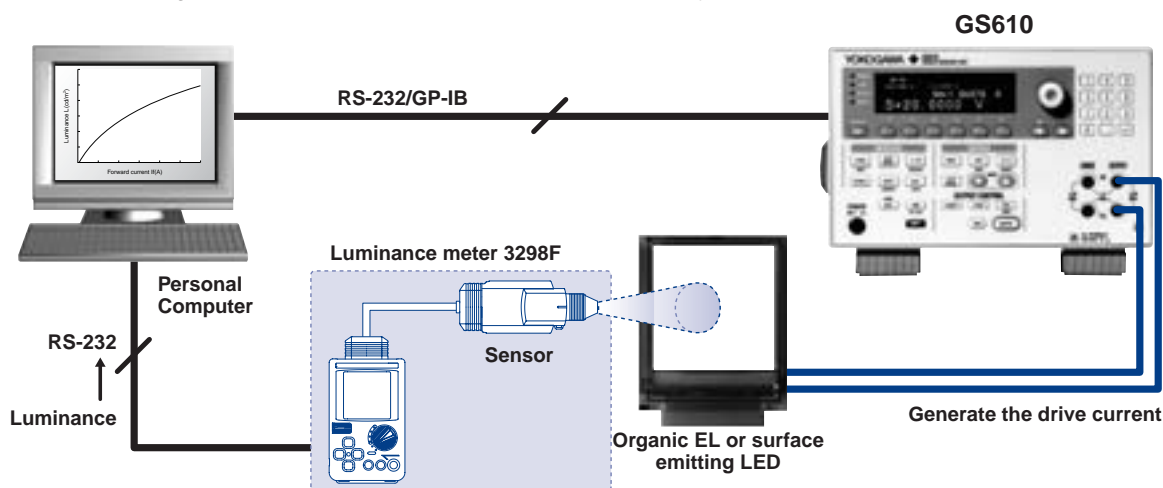 GS610
YOKOGAWA
RS-232/GP-IB
Luminance L(cd/m²)
Forward current If(A)
Personal
Computer
Luminance meter 3298F
Sensor
RS-232
Luminance
Organic EL or surface
emitting LED
Generate the drive current